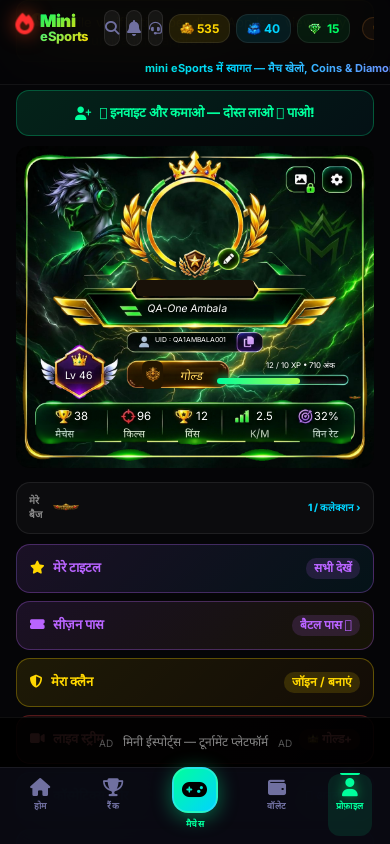 Mini
eSports
535
40
15
mini eSports में स्वागत — मैच खेलो, Coins & Diamo
इनवाइट और कमाओ — दोस्त लाओ पाओ!
QA-One Ambala
UID : QA1AMBALA001
Lv 46
गोल्ड
12 / 10 XP • 710 अंक
38 96 12 2.5 32%
मैचेस किल्स विंस K/M विन रेट
मेरे
बैज
1 / कलेक्शन ›
मेरे टाइटल सभी देखें
सीज़न पास बैटल पास
मेरा क्लैन जॉइन / बनाएं
लाइव स्ट्रीम गोल्ड+
AD मिनी ईस्पोर्ट्स — टूर्नामेंट प्लेटफॉर्म AD
होम रैंक मैचेस वॉलेट प्रोफ़ाइल